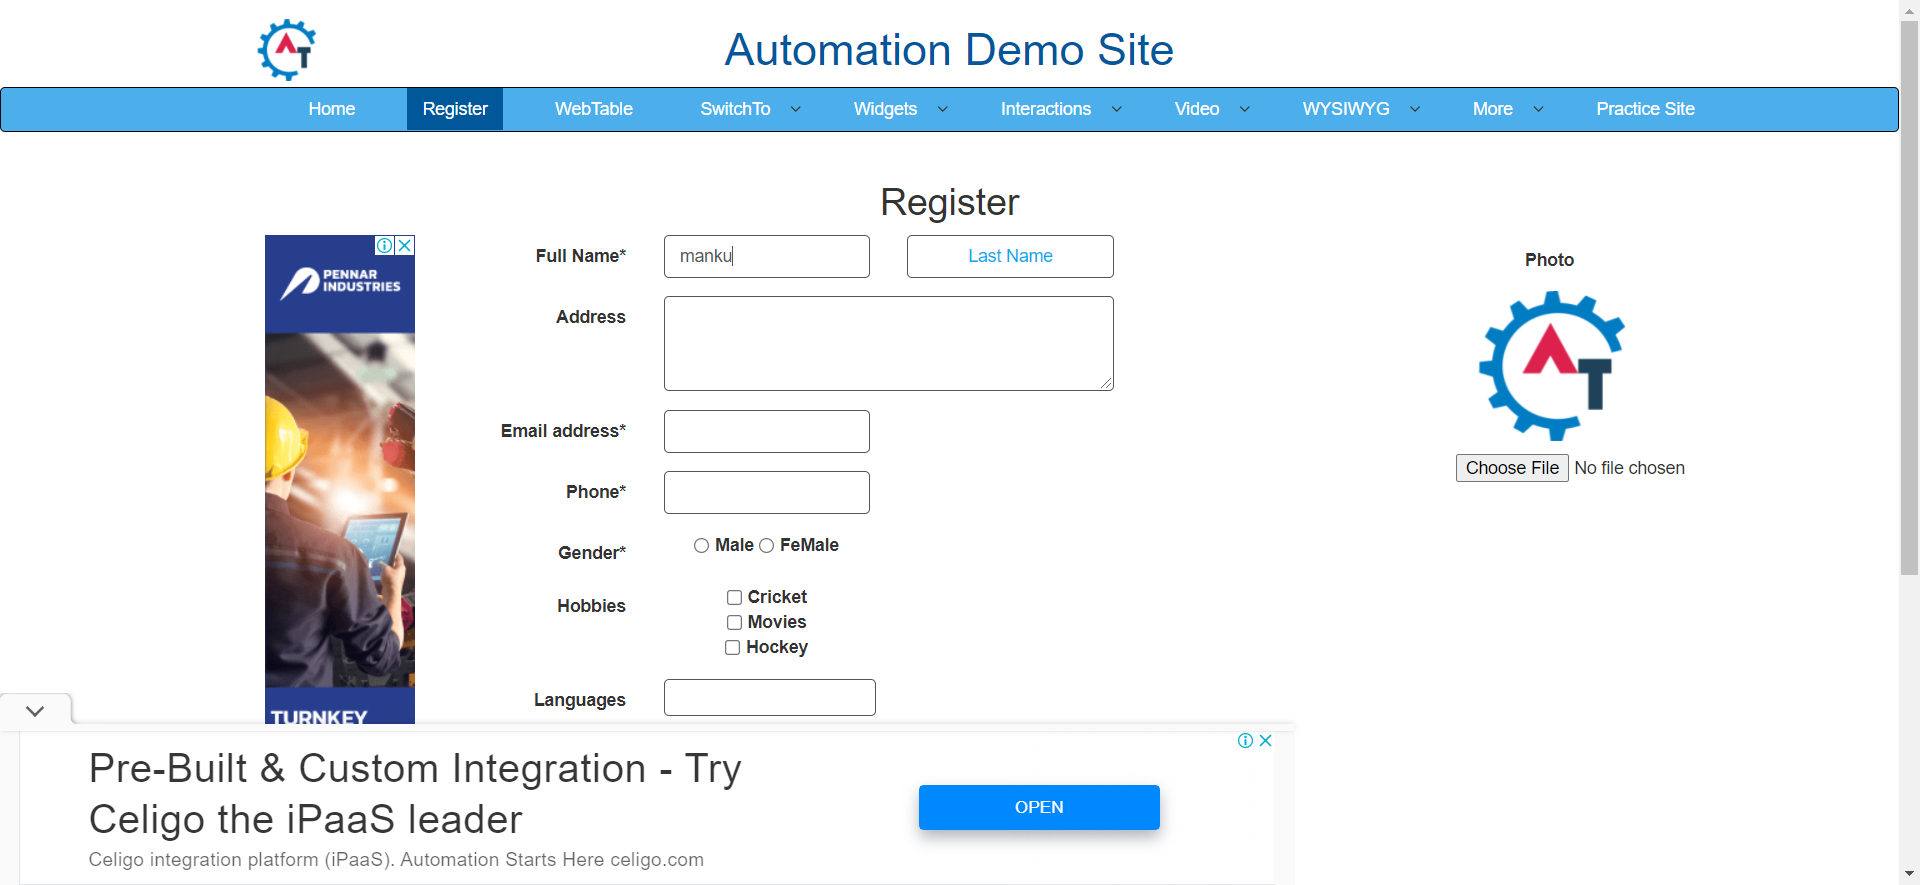 AT
Automation Demo Site
Home Register WebTable SwitchTo Widgets Interactions Video WYSIWYG More Practice Site
Register
PENNAR
INDUSTRIES
TURNKEY
Full Name* manku Last Name
Address
Email address*
Phone*
Gender* Male FeMale
Hobbies
Cricket
Movies
Hockey
Languages
Photo
AT
Choose File No file chosen
Pre-Built & Custom Integration - Try
Celigo the iPaaS leader
Celigo integration platform (iPaaS). Automation Starts Here celigo.com
OPEN